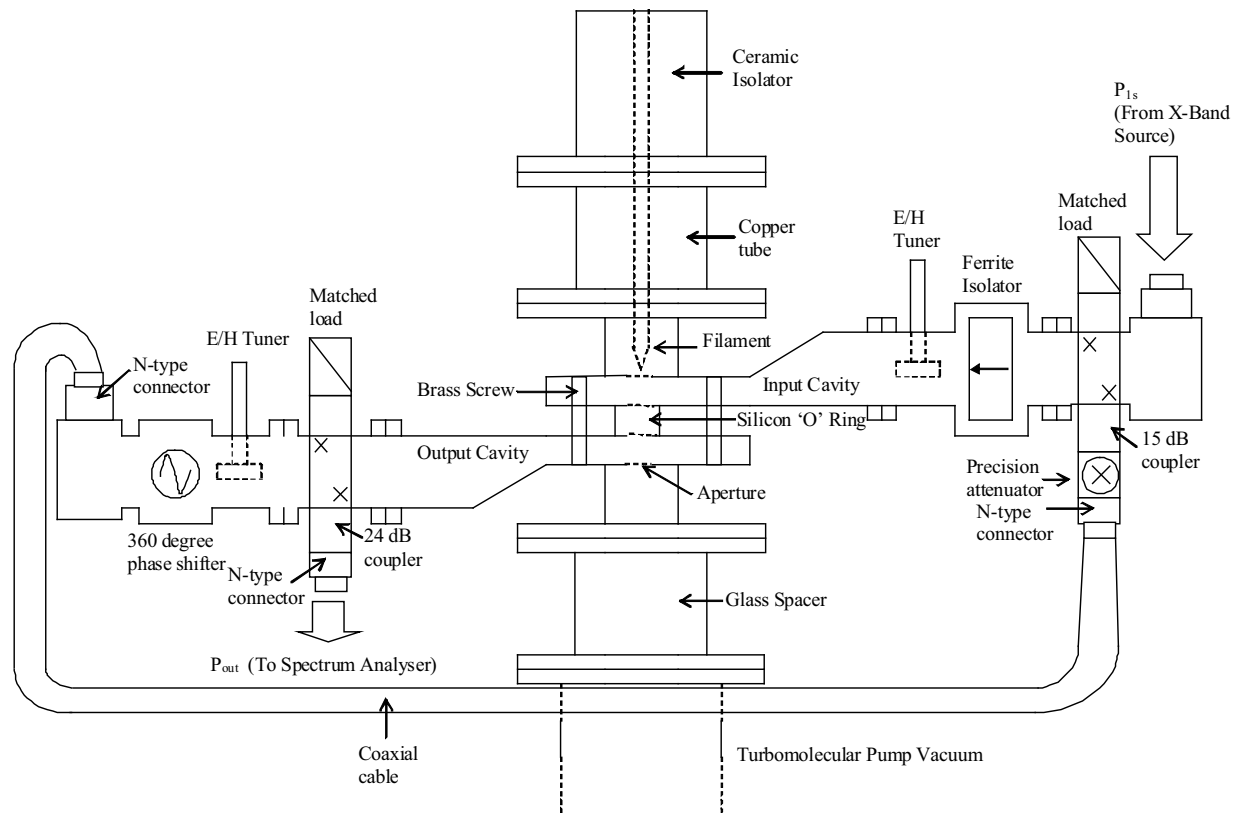 Ceramic
Isolator
P1s
(From X-Band
Source)
Matched
load
E/H
Tuner
Copper
tube
Ferrite
Isolator
Matched
load
E/H Tuner
Filament
N-type
connector
Brass Screw
Input Cavity
Silicon ‘O’ Ring
15 dB
coupler
Output Cavity
Precision
attenuator
Aperture
N-type
connector
360 degree
phase shifter
24 dB
coupler
N-type
connector
Glass Spacer
Pout (To Spectrum Analyser)
Coaxial
cable
Turbomolecular Pump Vacuum